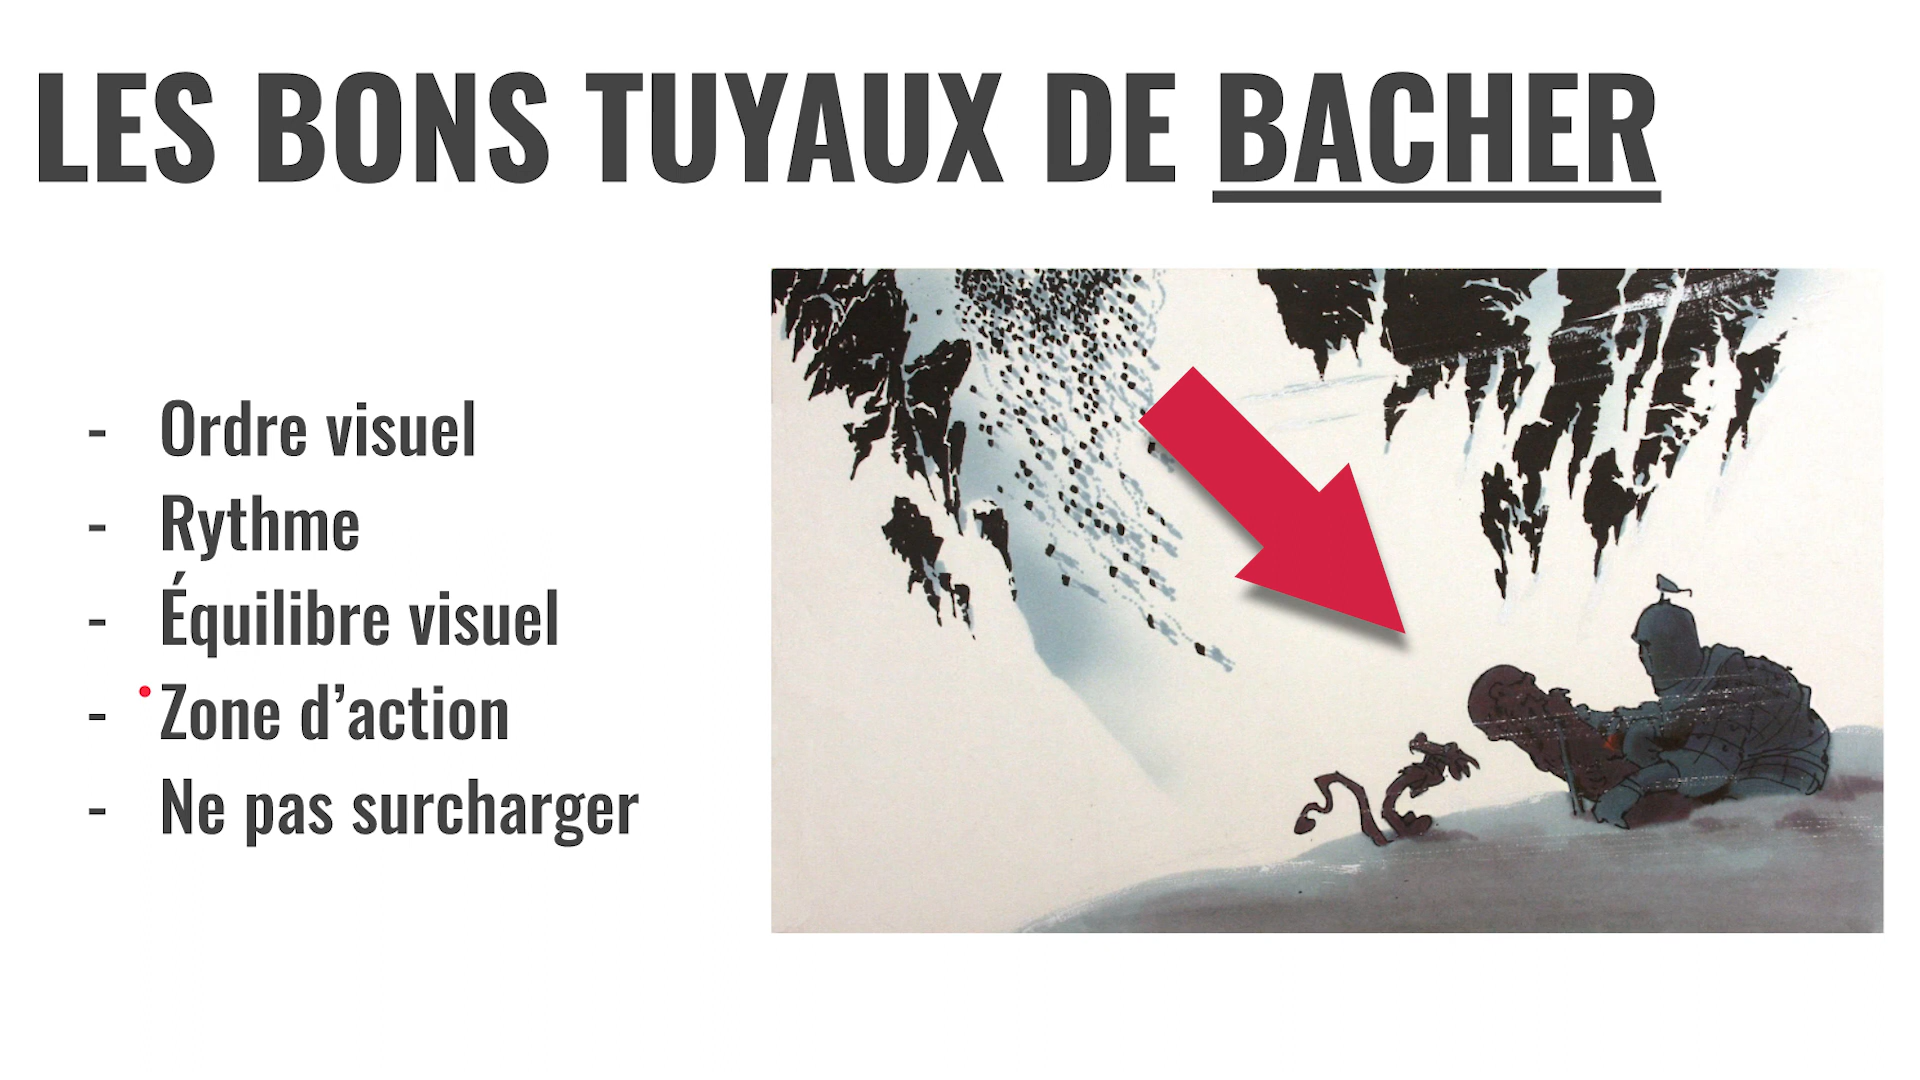 LES BONS TUYAUX DE BACHER
- Ordre visuel
- Rythme
- Équilibre visuel
- Zone d’action
- Ne pas surcharger